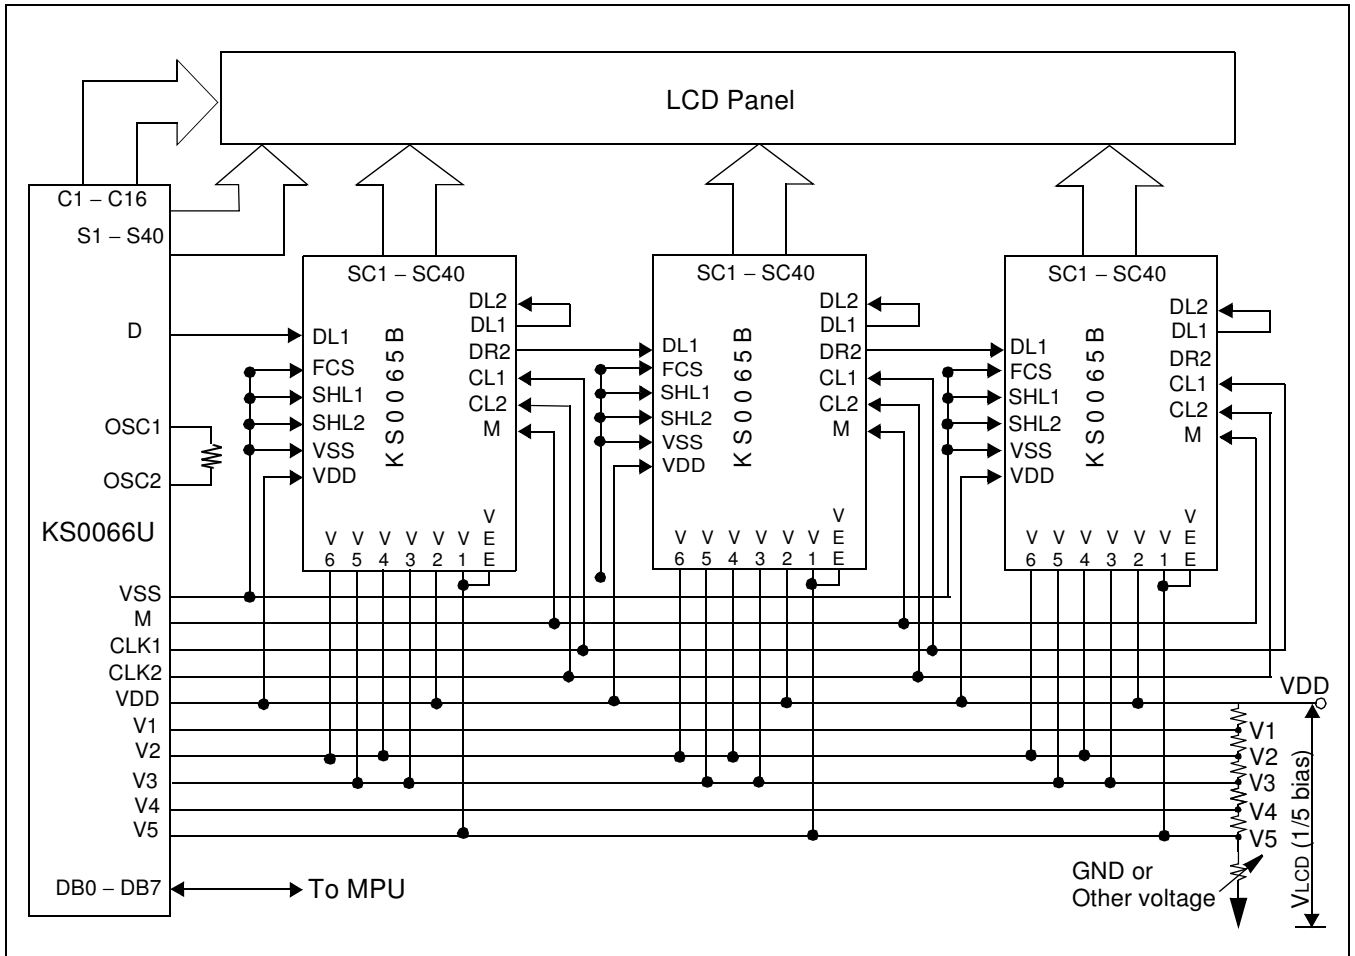 LCD Panel
C1 – C16
S1 – S40
D
OSC1
OSC2
KS0066U
VSS
M
CLK1
CLK2
VDD
V1
V2
V3
V4
V5
DB0 – DB7
To MPU
SC1 – SC40
DL1
FCS
SHL1
SHL2
VSS
VDD
KS0065B
DL2
DL1
DR2
CL1
CL2
M
V6 V5 V4 V3 V2 V1 VEE
SC1 – SC40
DL1
FCS
SHL1
SHL2
VSS
VDD
KS0065B
DL2
DL1
DR2
CL1
CL2
M
V6 V5 V4 V3 V2 V1 VEE
SC1 – SC40
DL1
FCS
SHL1
SHL2
VSS
VDD
KS0065B
DL2
DL1
DR2
CL1
CL2
M
V6 V5 V4 V3 V2 V1 VEE
VDD
V1
V2
V3
V4
V5
GND or
Other voltage
VLCD (1/5 bias)